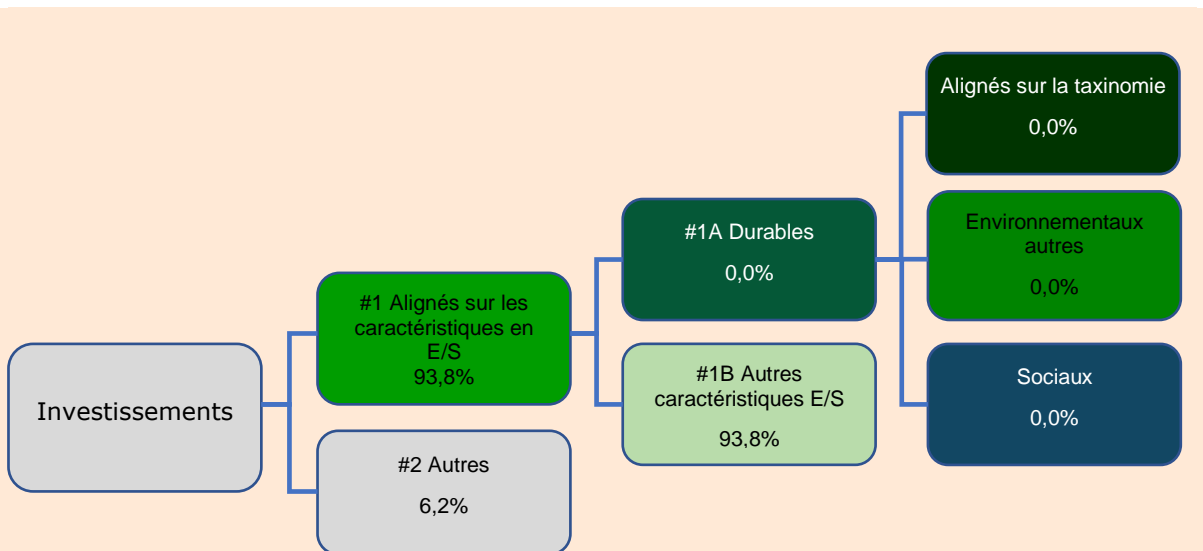 Investissements
#1 Alignés sur les
caractéristiques en
E/S
93,8%
#2 Autres
6,2%
#1A Durables
0,0%
#1B Autres
caractéristiques E/S
93,8%
Alignés sur la taxinomie
0,0%
Environnementaux
autres
0,0%
Sociaux
0,0%